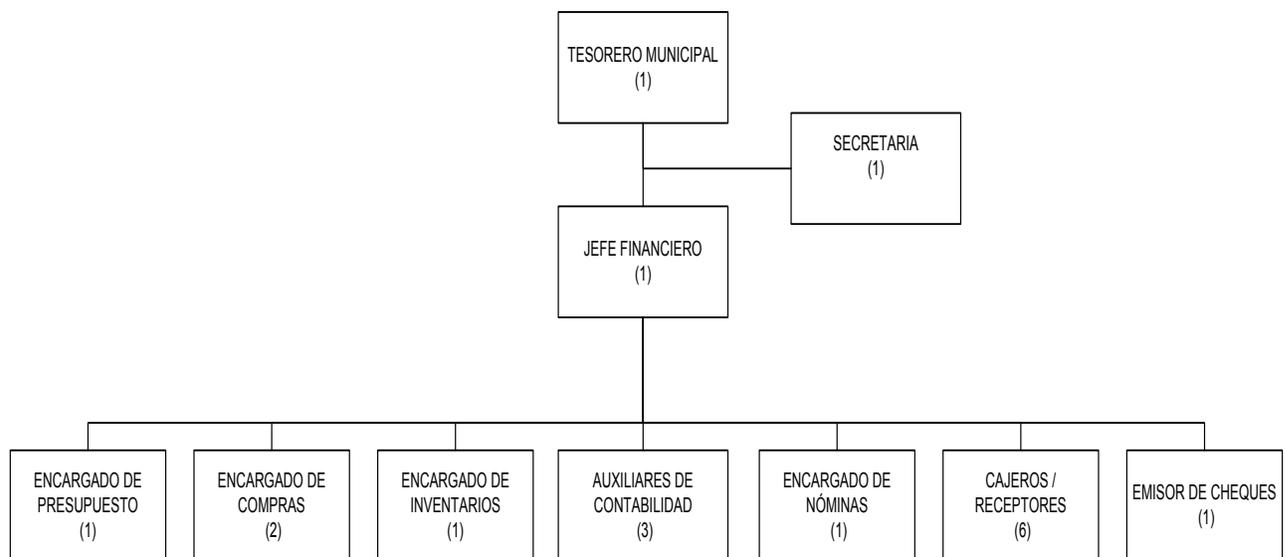 TESORERO MUNICIPAL
(1)
SECRETARIA
(1)
JEFE FINANCIERO
(1)
ENCARGADO DE
PRESUPUESTO
(1)
ENCARGADO DE
COMPRAS
(2)
ENCARGADO DE
INVENTARIOS
(1)
AUXILIARES DE
CONTABILIDAD
(3)
ENCARGADO DE
NÓMINAS
(1)
CAJEROS /
RECEPTORES
(6)
EMISOR DE CHEQUES
(1)